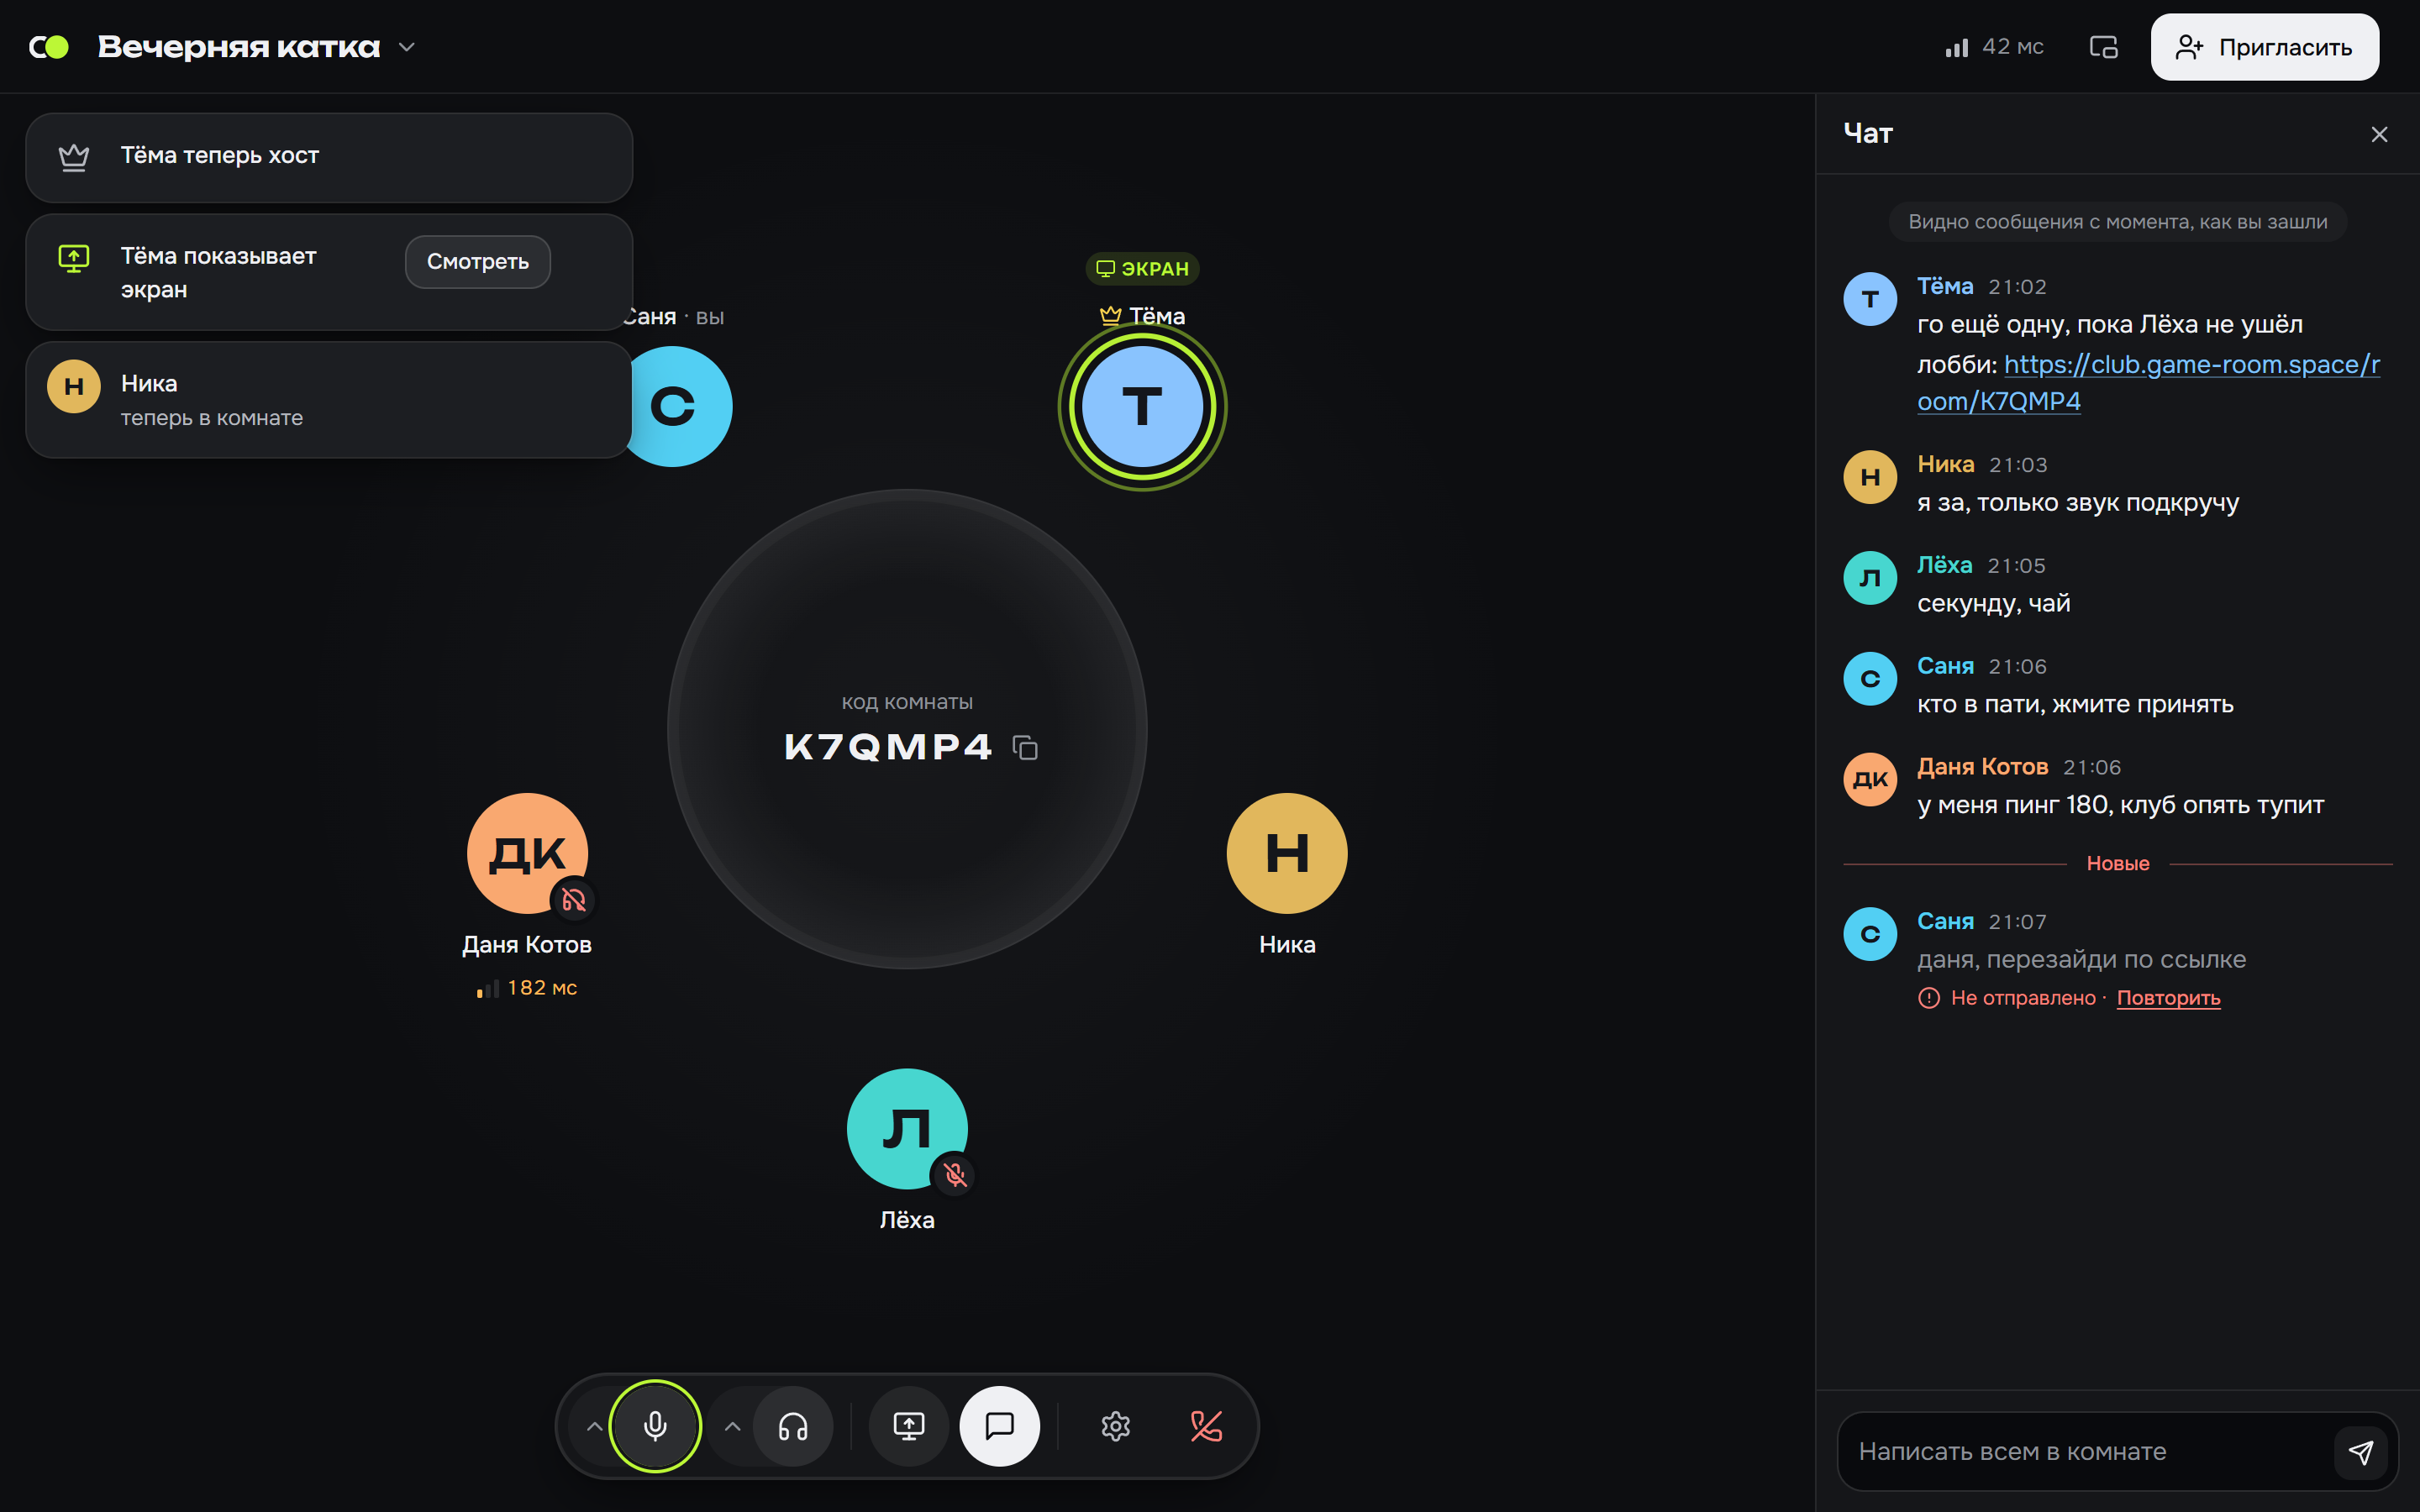 Вечерняя катка
42 мс
Пригласить
Тёма теперь хост
Тёма показывает
экран
Смотреть
Н
Ника
теперь в комнате
Саня · вы
С
ЭКРАН
Тёма
Т
код комнаты
K7QMP4
ДК
Даня Котов
182 мс
Н
Ника
Л
Лёха
Чат
Видно сообщения с момента, как вы зашли
Т
Тёма 21:02
го ещё одну, пока Лёха не ушёл
лобби: https://club.game-room.space/r
oom/K7QMP4
Н
Ника 21:03
я за, только звук подкручу
Л
Лёха 21:05
секунду, чай
С
Саня 21:06
кто в пати, жмите принять
ДК
Даня Котов 21:06
у меня пинг 180, клуб опять тупит
Новые
С
Саня 21:07
даня, перезайди по ссылке
Не отправлено · Повторить
Написать всем в комнате